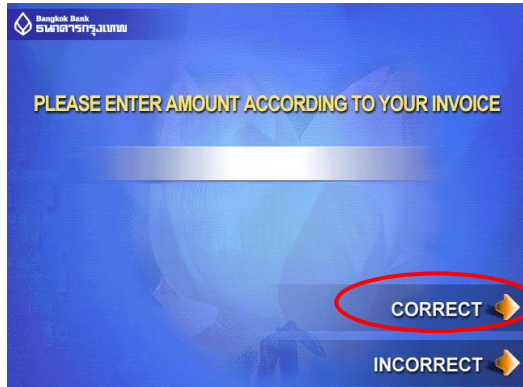 Bangkok Bank
ธนาคารกรุงเทพ
PLEASE ENTER AMOUNT ACCORDING TO YOUR INVOICE
CORRECT
INCORRECT